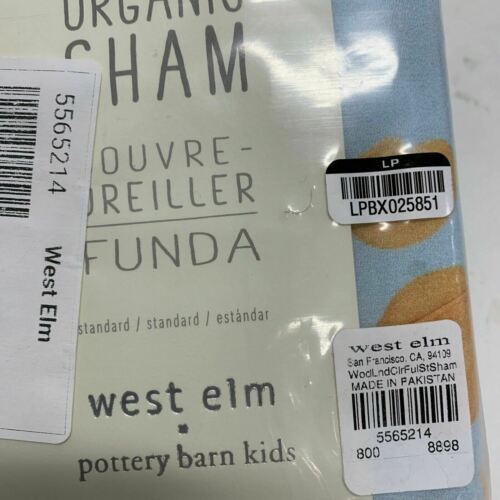 ORGANIC
SHAM
OUVRE-
OREILLER
FUNDA
standard / standard / estándar
west elm
pottery barn kids
5565214
West Elm
LP
LPBX025851
west elm
San Francisco, CA, 94109
WodLndClrFulStSham
MADE IN PAKISTAN
5565214
800 8898